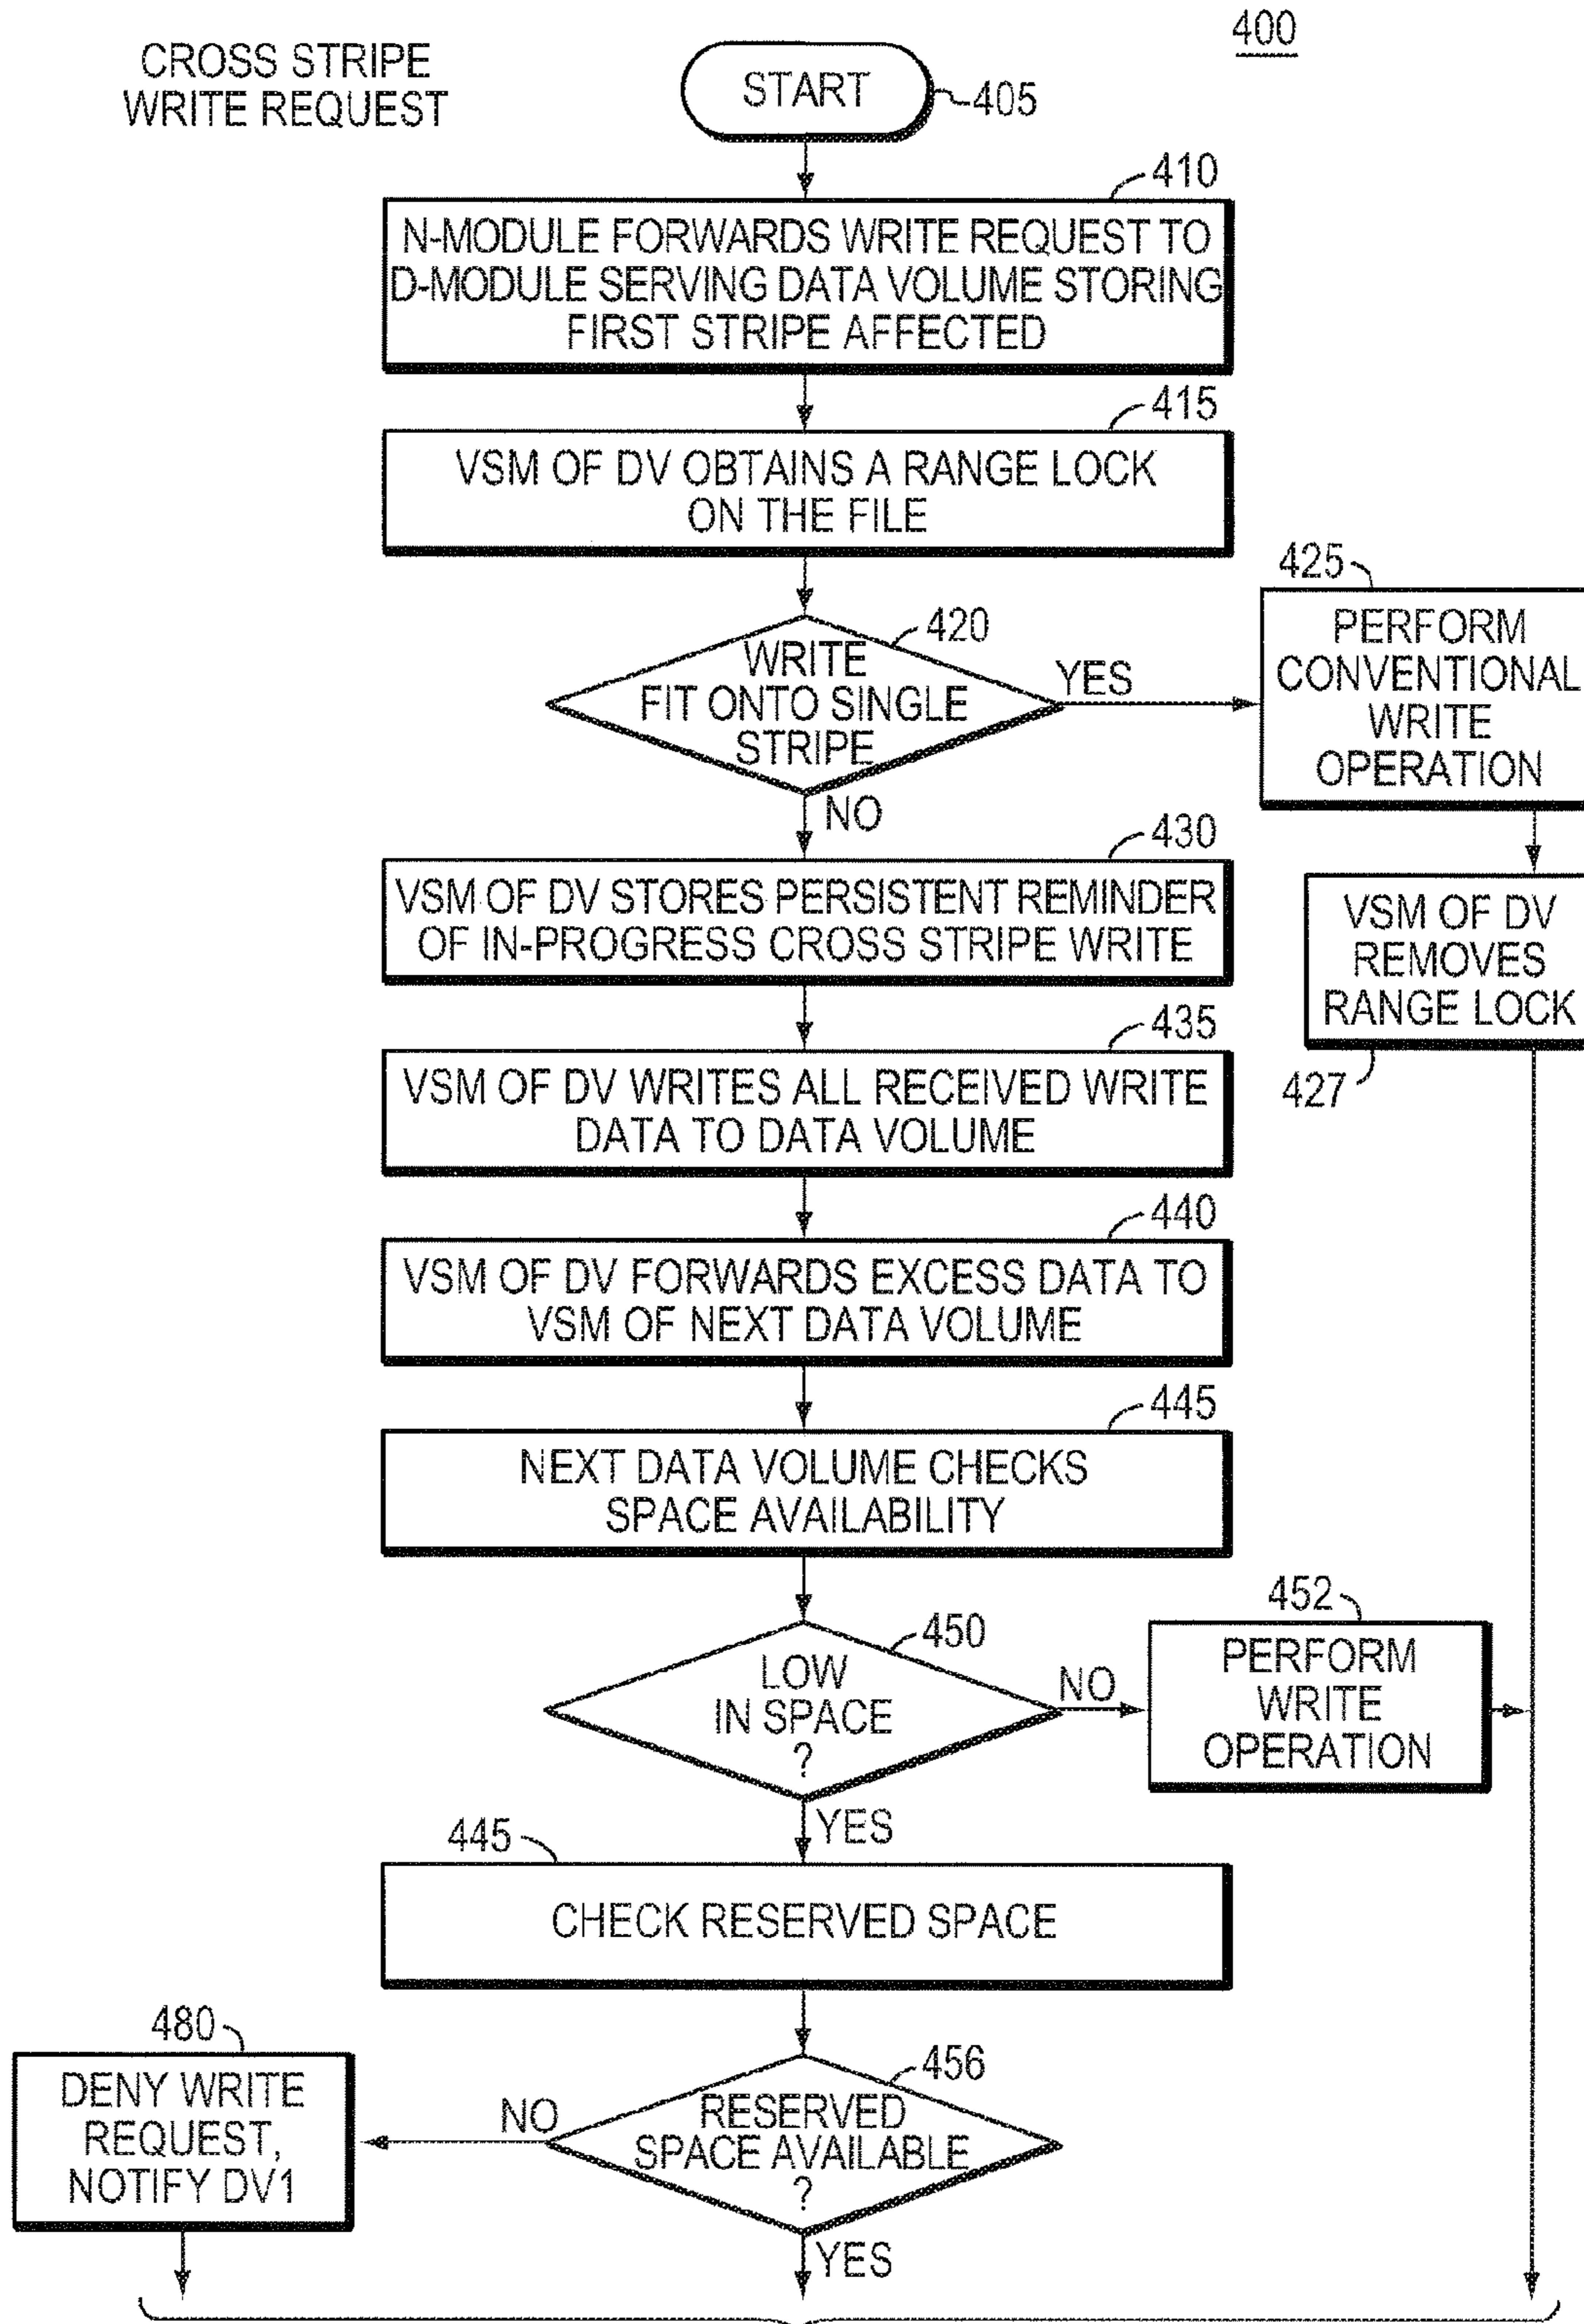 400
CROSS STRIPE
WRITE REQUEST
START
405
410
N-MODULE FORWARDS WRITE REQUEST TO
D-MODULE SERVING DATA VOLUME STORING
FIRST STRIPE AFFECTED
415
VSM OF DV OBTAINS A RANGE LOCK
ON THE FILE
420
WRITE
FIT ONTO SINGLE
STRIPE
YES
NO
425
PERFORM
CONVENTIONAL
WRITE
OPERATION
430
VSM OF DV STORES PERSISTENT REMINDER
OF IN-PROGRESS CROSS STRIPE WRITE
VSM OF DV
REMOVES
RANGE LOCK
427
435
VSM OF DV WRITES ALL RECEIVED WRITE
DATA TO DATA VOLUME
440
VSM OF DV FORWARDS EXCESS DATA TO
VSM OF NEXT DATA VOLUME
445
NEXT DATA VOLUME CHECKS
SPACE AVAILABILITY
450
LOW
IN SPACE
?
NO
YES
452
PERFORM
WRITE
OPERATION
445
CHECK RESERVED SPACE
456
RESERVED
SPACE AVAILABLE
?
NO
YES
480
DENY WRITE
REQUEST,
NOTIFY DV1